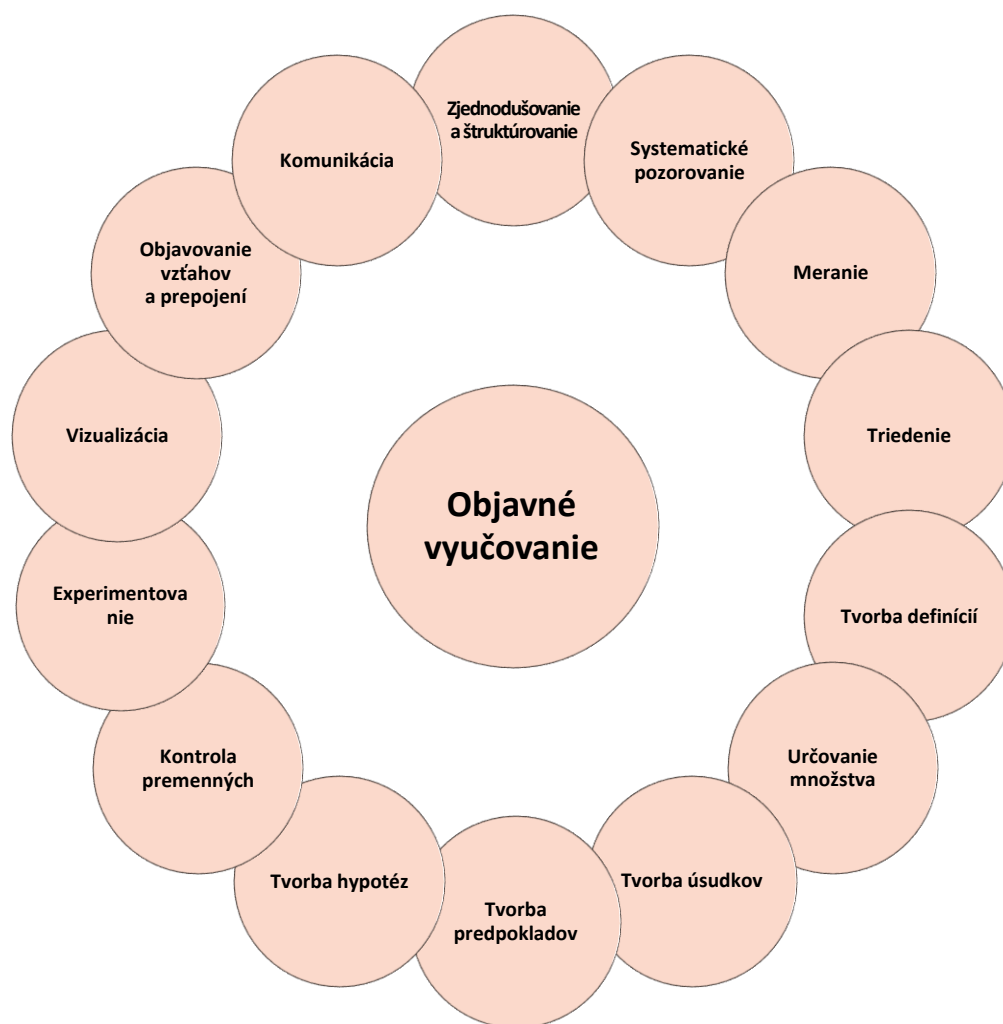 Zjednodušovanie
a štruktúrovanie
Systematické
pozorovanie
Meranie
Triedenie
Tvorba definícií
Určovanie
množstva
Tvorba úsudkov
Tvorba
predpokladov
Tvorba hypotéz
Kontrola
premenných
Experimentova
nie
Vizualizácia
Objavovanie
vzťahov
a prepojení
Komunikácia
Objavné
vyučovanie